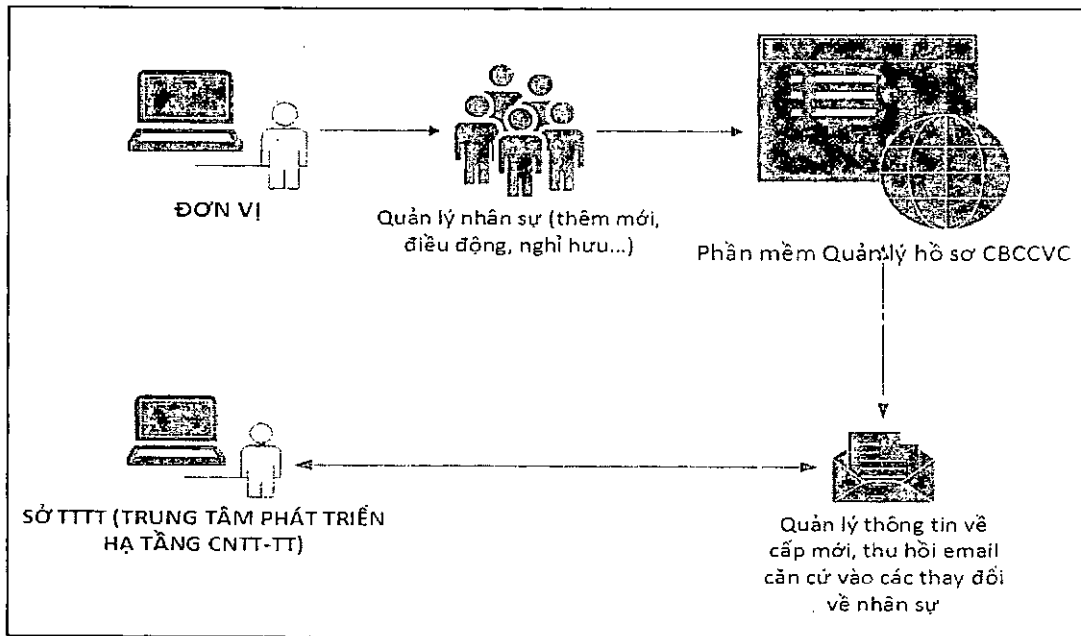 ĐƠN VỊ
Quản lý nhân sự (thêm mới,
điều động, nghỉ hưu...)
Phần mềm Quản lý hồ sơ CBCCVC
SỞ TTTT (TRUNG TÂM PHÁT TRIỂN
HẠ TẦNG CNTT-TT)
Quản lý thông tin về
cấp mới, thu hồi email
căn cứ vào các thay đổi
về nhân sự